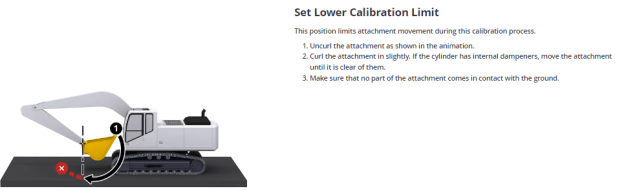 Set Lower Calibration Limit
This position limits attachment movement during this calibration process.
1. Uncurl the attachment as shown in the animation.
2. Curl the attachment in slightly. If the cylinder has internal dampeners, move the attachment
until it is clear of them.
3. Make sure that no part of the attachment comes in contact with the ground.
1